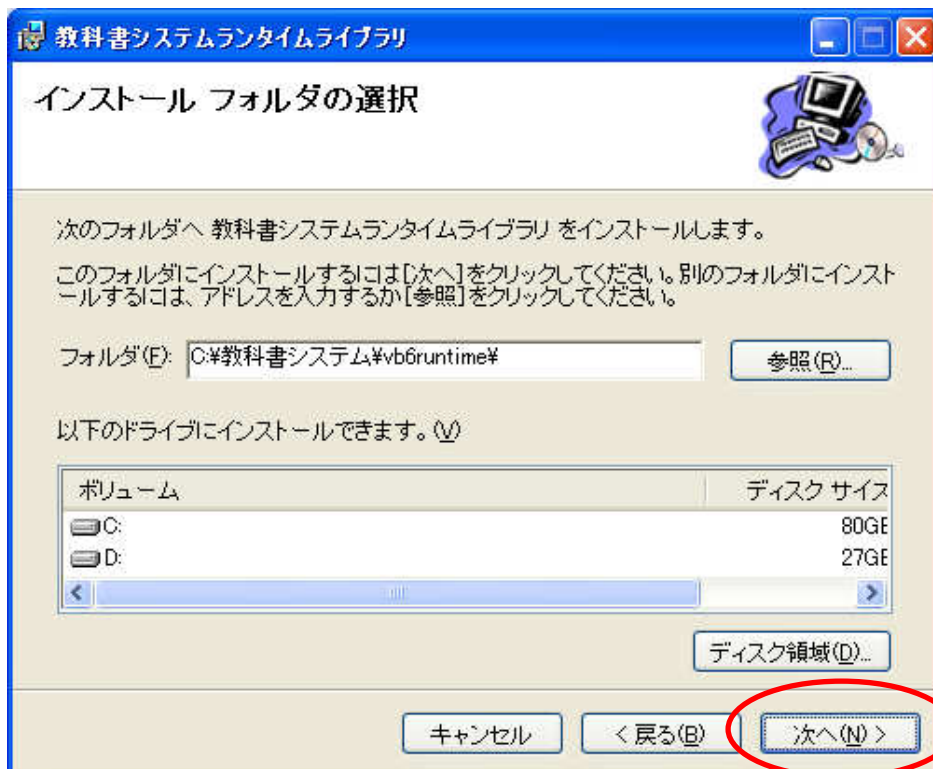 教科書システムランタイムライブラリ
インストール フォルダの選択
次のフォルダへ 教科書システムランタイムライブラリ をインストールします。
このフォルダにインストールするには[次へ]をクリックしてください。別のフォルダにインスト
ールするには、アドレスを入力するか[参照]をクリックしてください。
フォルダ(F): C:¥教科書システム¥vb6runtime¥ 参照(R)...
以下のドライブにインストールできます。(V)
ボリューム ディスク サイズ
C: 80GB
D: 27GB
ディスク領域(D)...
キャンセル < 戻る(B) 次へ(N) >